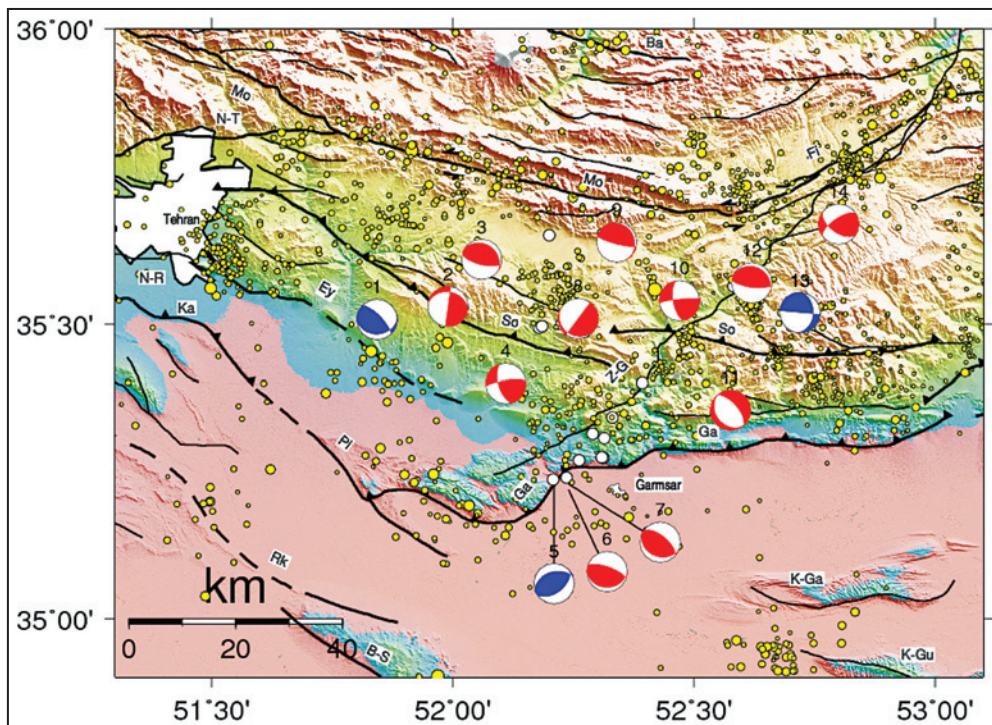 36°00'
Ba
Mo
N-T
Fi
Mo
14
Tehran
3
9
12
N-R
Ey
2
10
13
1
8
Ka
So
So
35°30'
4
Z-G
11
Ga
Pl
Ga
Garmsar
7
6
5
Rk
km
K-Ga
35°00'
0 20 40
B-S
K-Gu
51°30' 52°00' 52°30' 53°00'